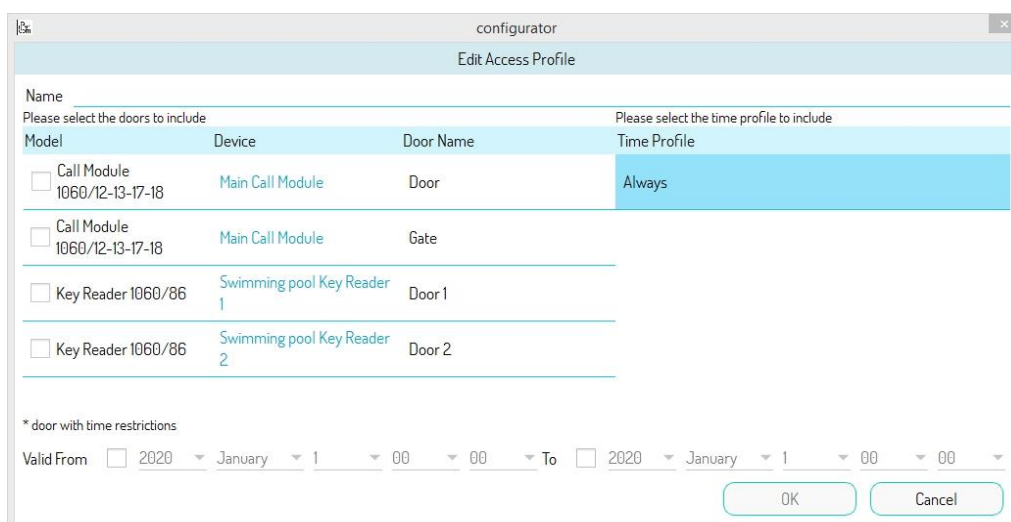 configurator
Edit Access Profile
Name
Please select the doors to include
Please select the time profile to include
Model Device Door Name Time Profile
Call Module
1060/12-13-17-18
Main Call Module
Door
Always
Call Module
1060/12-13-17-18
Main Call Module
Gate
Key Reader 1060/86
Swimming pool Key Reader
1
Door 1
Key Reader 1060/86
Swimming pool Key Reader
2
Door 2
* door with time restrictions
Valid From 2020 January 1 00 00 To 2020 January 1 00 00
OK Cancel